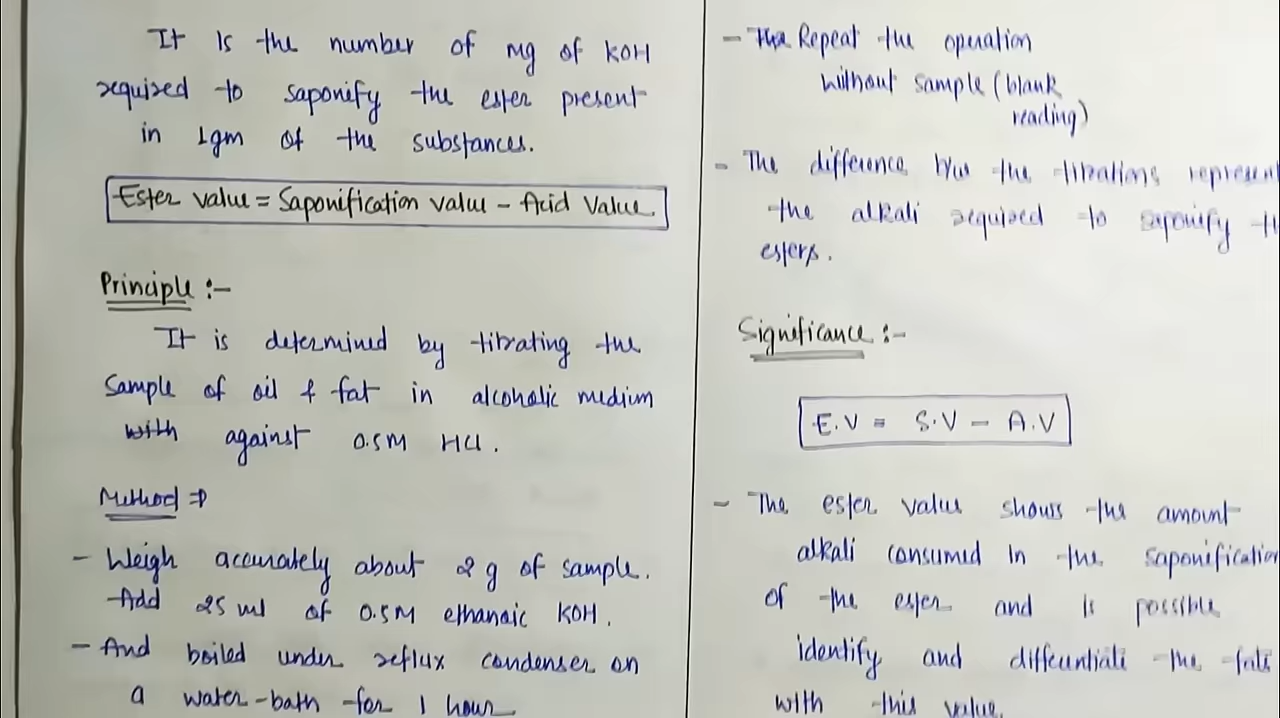 It is the number of mg of KOH
required to saponify the ester present
in 1gm of the substances.
Ester value = Saponification value - Acid Value.
Principle :-
It is determined by titrating the
Sample of oil & fat in alcoholic medium
with against 0.5M HCl.
Method ⇒
- Weigh accurately about 2 g of sample.
Add 25 ml of 0.5M ethanoic KOH.
- And boiled under reflux condenser on
a water-bath for 1 hour
- Repeat the operation
without sample (blank
reading)
- The difference b/w the titrations represent
the alkali required to saponify t
esters.
Significance :-
E.V = S.V - A.V
- The ester value shows the amount
alkali consumed In the saponification
of the ester and is possible
identify and differntiate the fats
with this value.